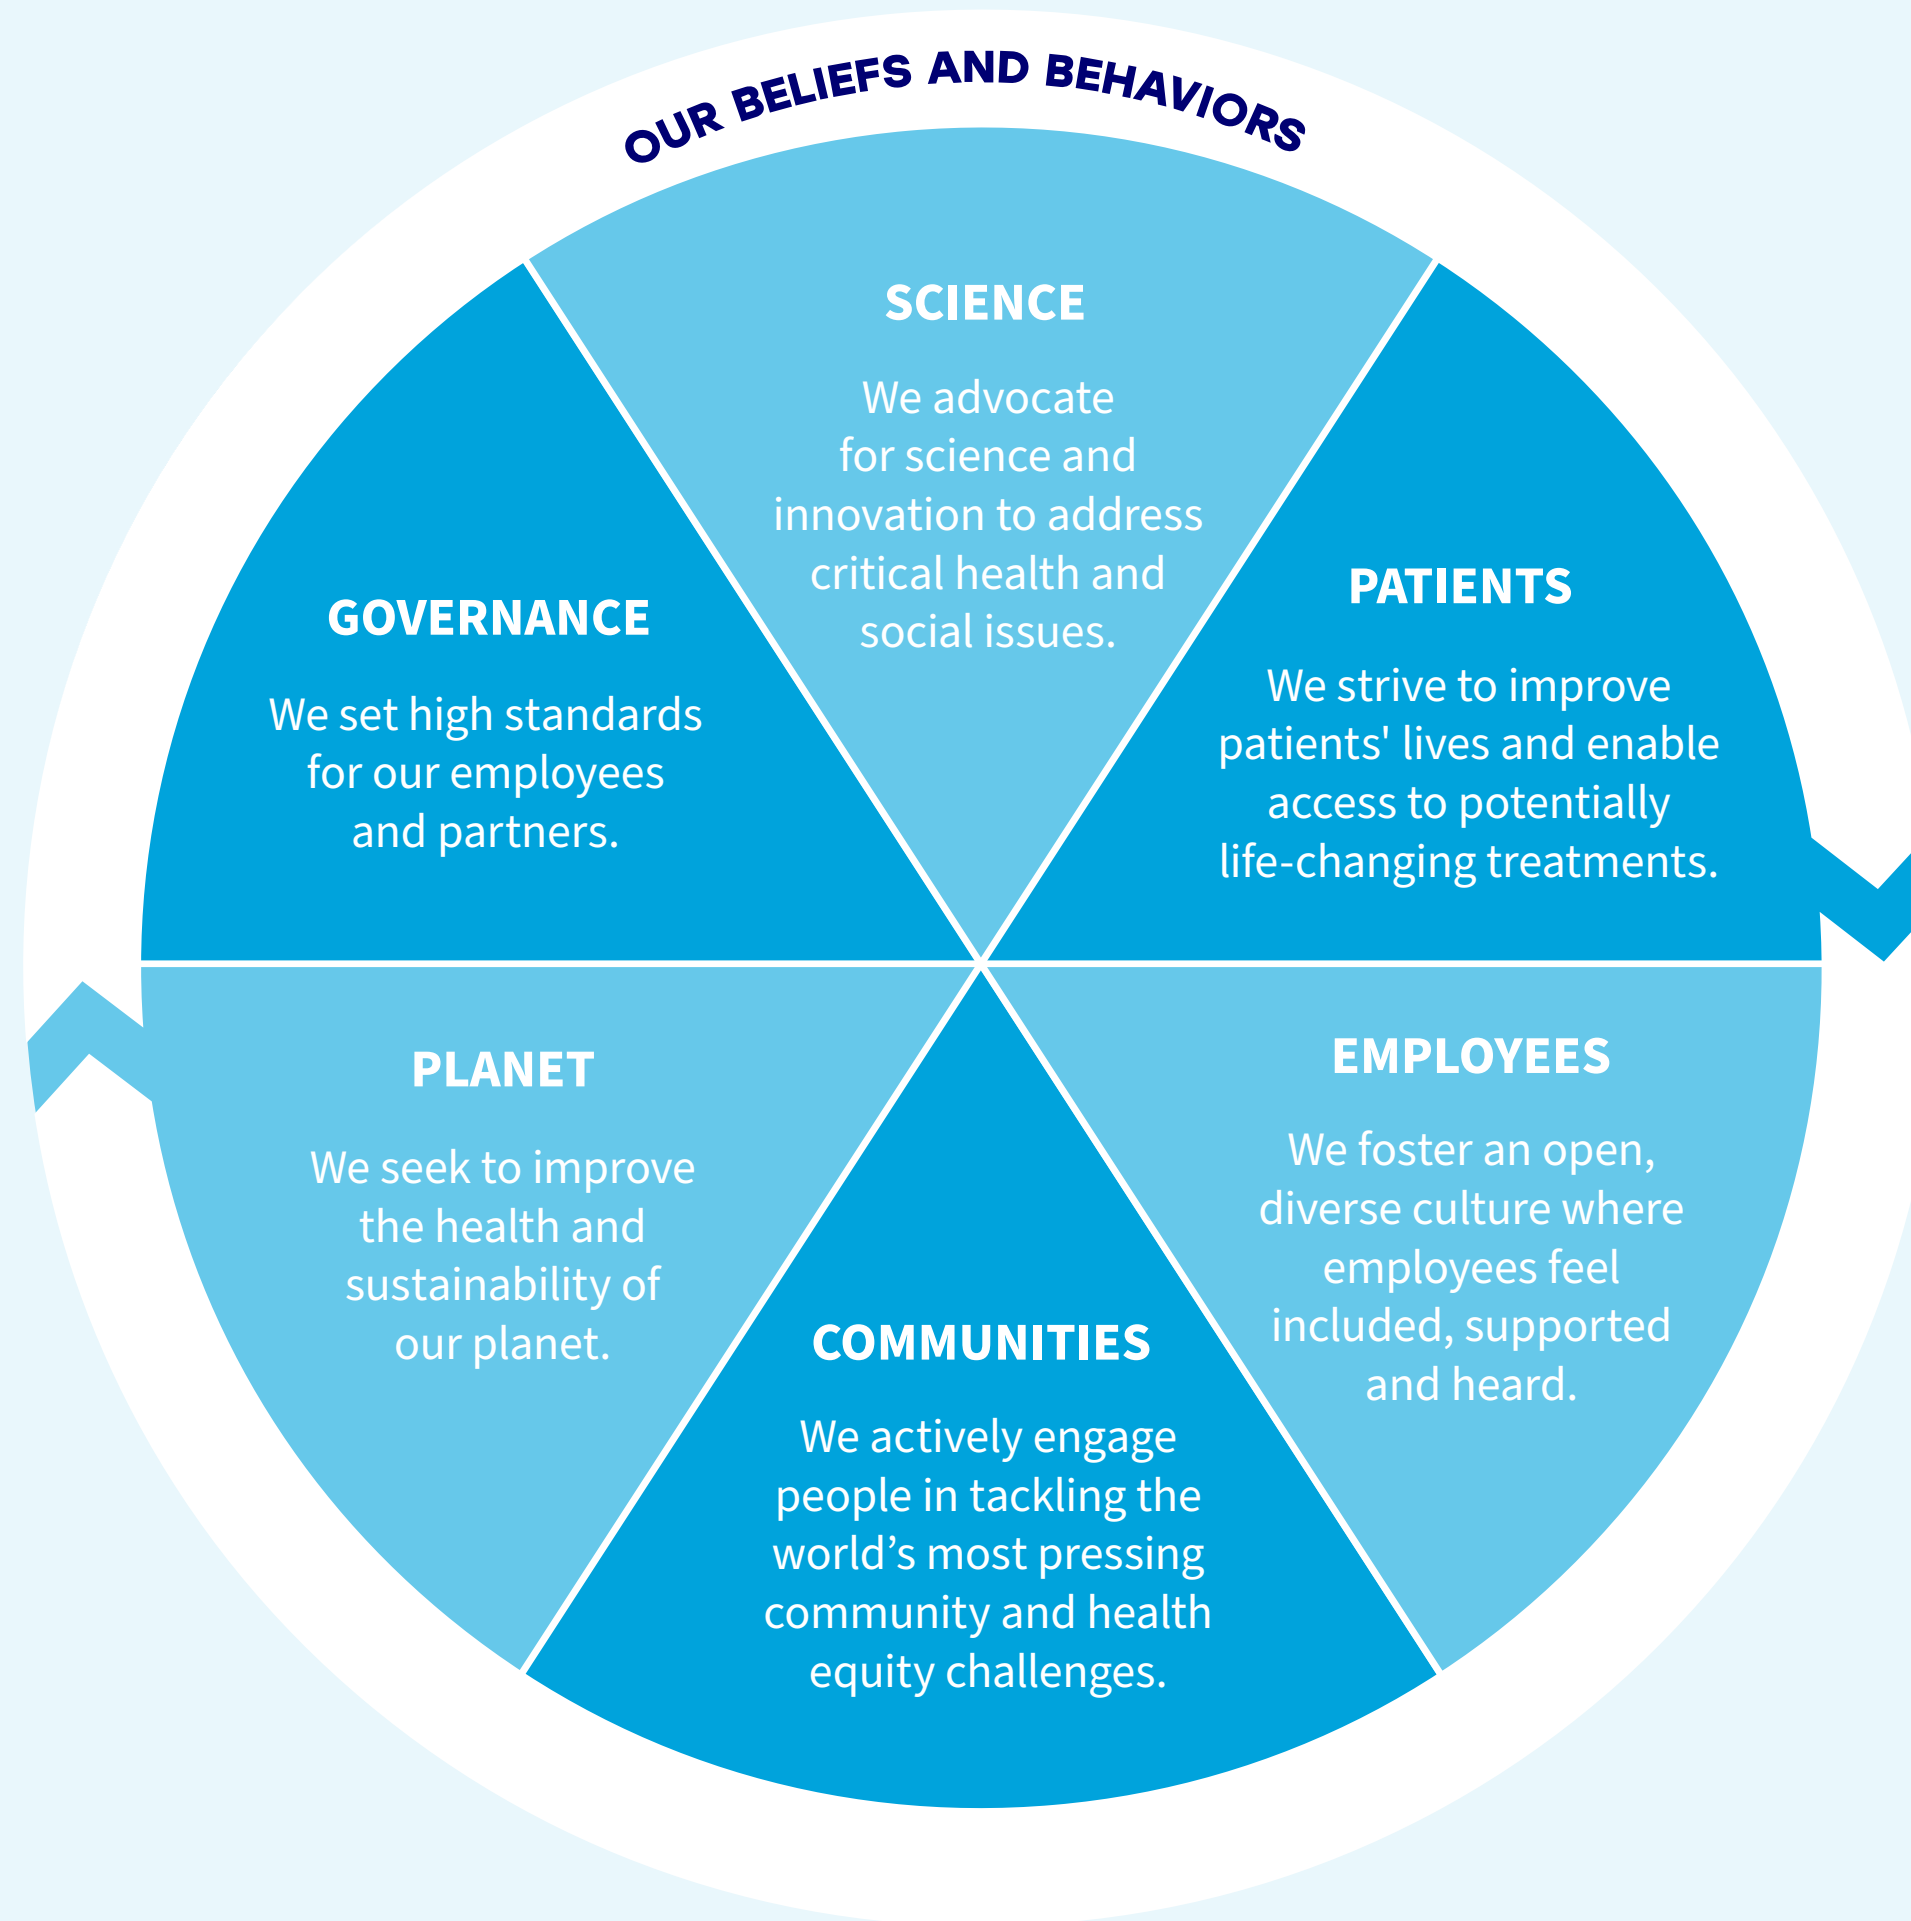 OUR BELIEFS AND BEHAVIORS
SCIENCE
We advocate
for science and
innovation to address
critical health and
social issues.
PATIENTS
We strive to improve
patients' lives and enable
access to potentially
life-changing treatments.
EMPLOYEES
We foster an open,
diverse culture where
employees feel
included, supported
and heard.
COMMUNITIES
We actively engage
people in tackling the
world’s most pressing
community and health
equity challenges.
PLANET
We seek to improve
the health and
sustainability of
our planet.
GOVERNANCE
We set high standards
for our employees
and partners.